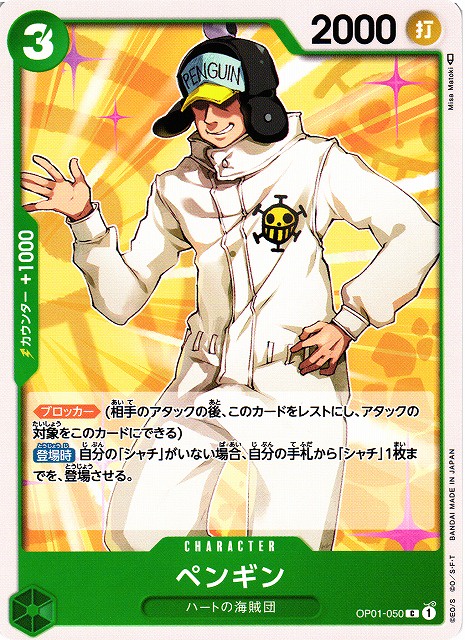 3
2000 打
PENGUIN
Misa Matoki
カウンター +1000
ブロッカー (相手のアタックの後、このカードをレストにし、アタックの
対象をこのカードにできる)
登場時 自分の「シャチ」がいない場合、自分の手札から「シャチ」1枚ま
でを、登場させる。
CHARACTER
ペンギン
ハートの海賊団
OP01-050 C 1
©E.O/S ©O/S・F・T BANDAI MADE IN JAPAN